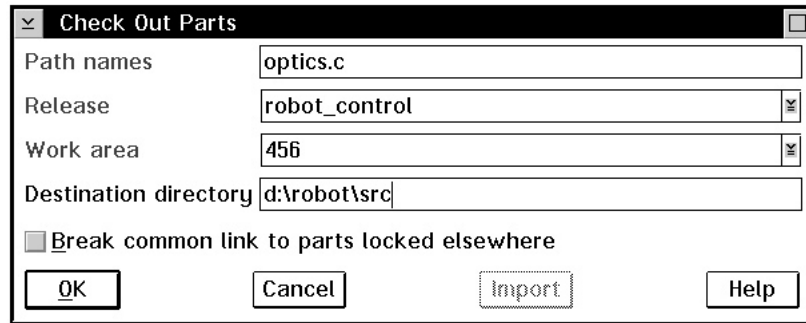 Check Out Parts
Path names optics.c
Release robot_control
Work area 456
Destination directory d:\robot\src
Break common link to parts locked elsewhere
OK Cancel Import Help